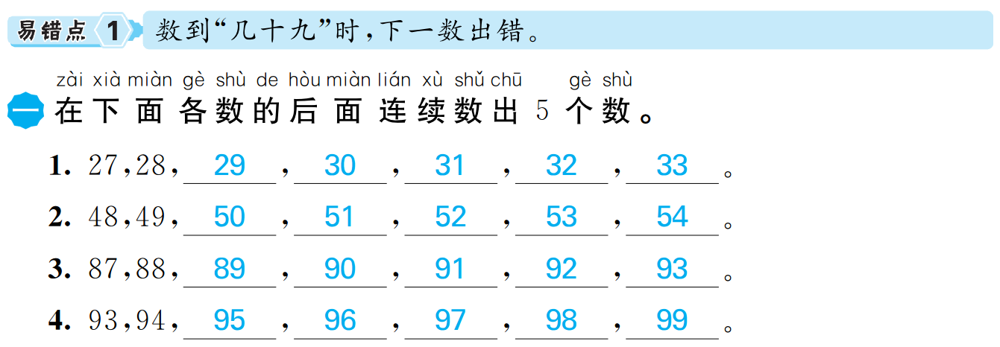 易错点 1 数到“几十九”时,下一数出错。
zài xià miàn gè shù de hòu miàn lián xù shǔ chū gè shù
一 在下面各数的后面连续数出 5 个数。
1. 27,28, 29 , 30 , 31 , 32 , 33 。
2. 48,49, 50 , 51 , 52 , 53 , 54 。
3. 87,88, 89 , 90 , 91 , 92 , 93 。
4. 93,94, 95 , 96 , 97 , 98 , 99 。